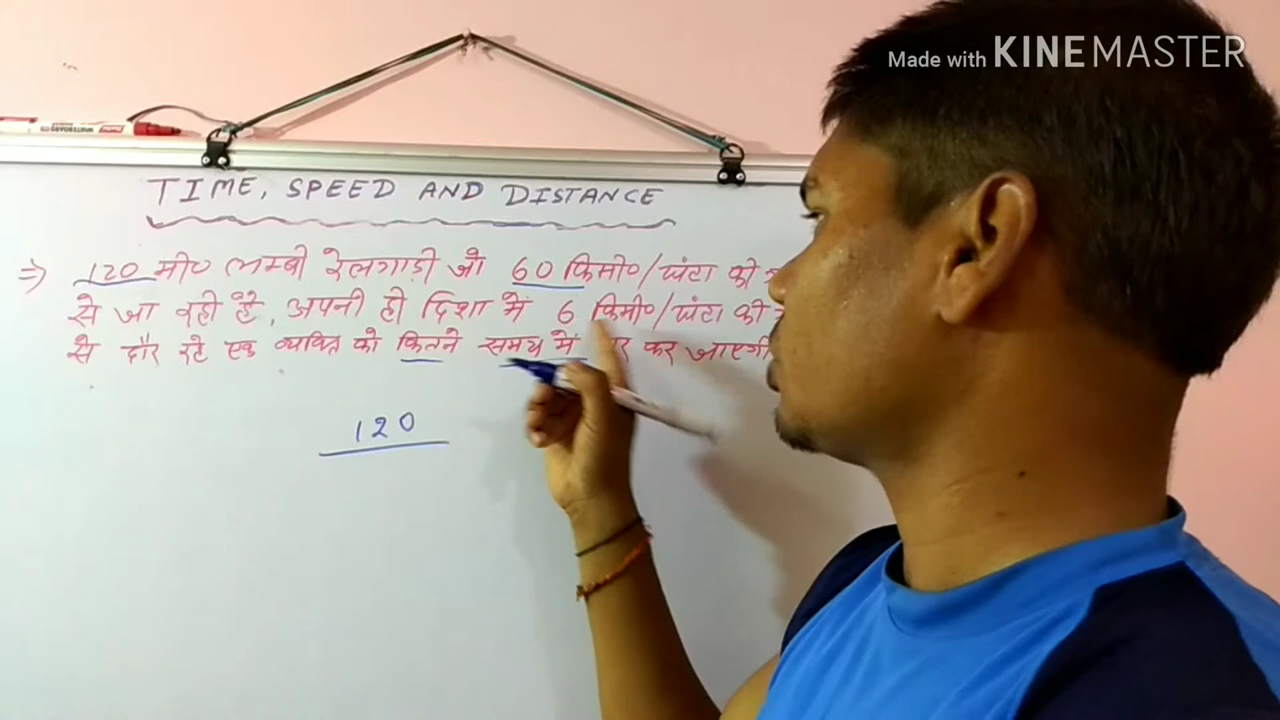 Made with KINEMASTER
TIME, SPEED AND DISTANCE
⇒ 120 मी० लम्बी रेलगाड़ी जो 60 किमी०/घंटा की
से जा रही है, अपनी ही दिशा में 6 किमी०/घंटा की
से दौर रहे एक व्यक्ति को कितने समय में कर जाएगी
120